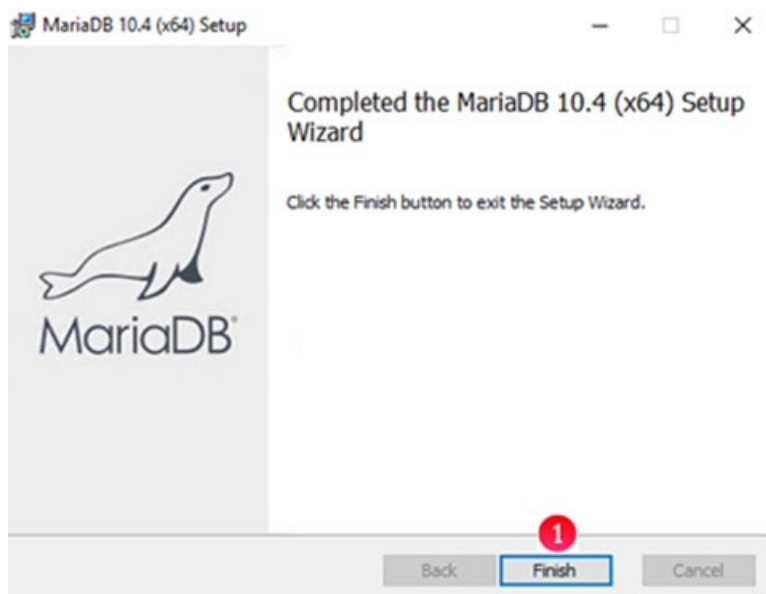 MariaDB 10.4 (x64) Setup
Completed the MariaDB 10.4 (x64) Setup
Wizard
Click the Finish button to exit the Setup Wizard.
MariaDB®
1
Back
Finish
Cancel